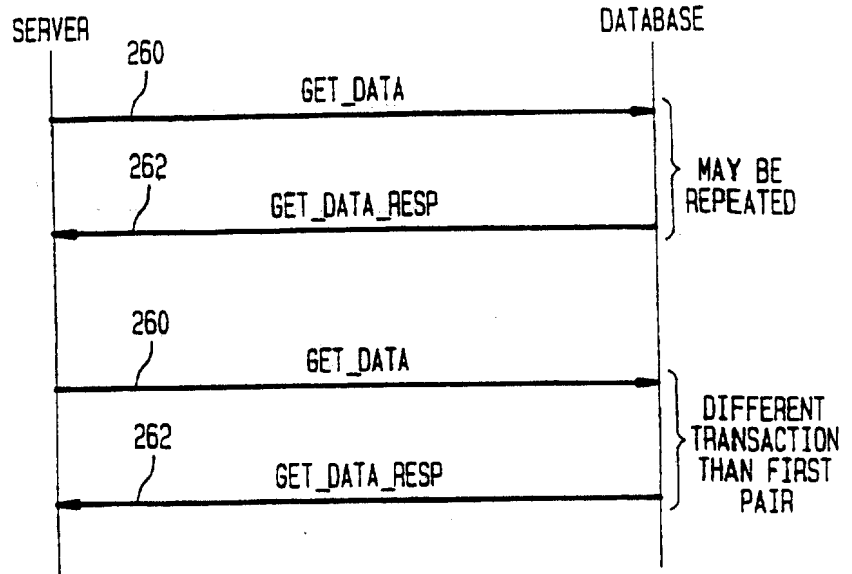 SERVER
DATABASE
260
GET_DATA
262
GET_DATA_RESP
MAY BE
REPEATED
260
GET_DATA
262
GET_DATA_RESP
DIFFERENT
TRANSACTION
THAN FIRST
PAIR